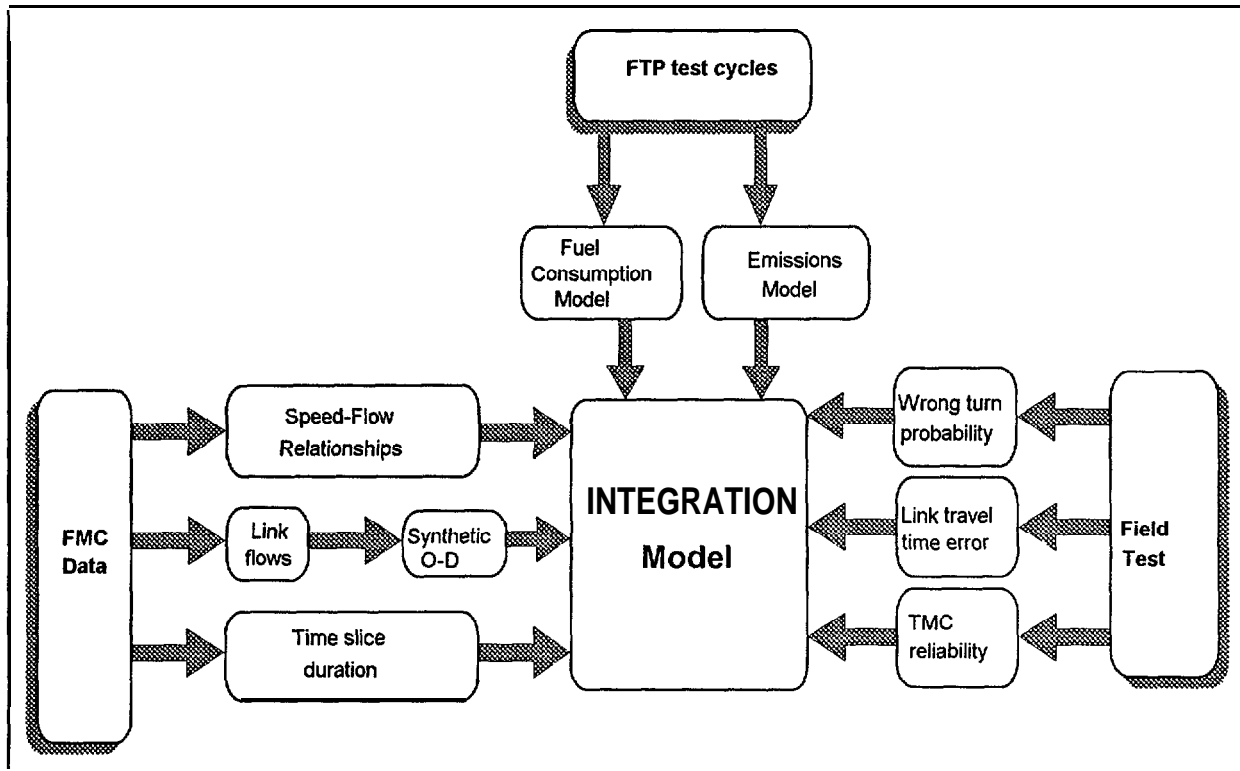 FTP test cycles
Fuel
Consumption
Model
Emissions
Model
Speed-Flow
Relationships
Wrong turn
probability
INTEGRATION
Model
FMC
Data
Link
flows
Synthetic
O-D
Link travel
time error
Field
Test
Time slice
duration
TMC
reliability